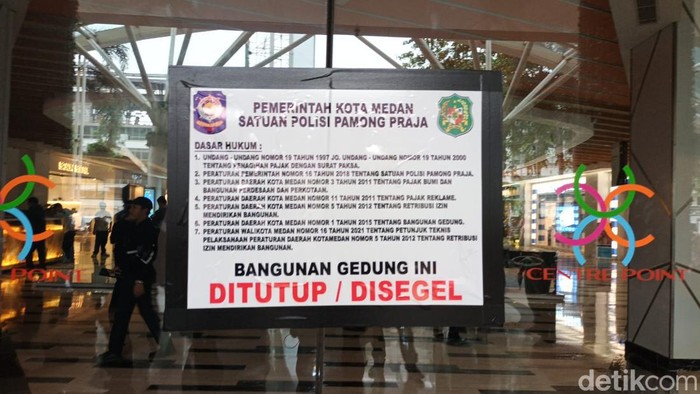 PEMERINTAH KOTA MEDAN
SATUAN POLISI PAMONG PRAJA
DASAR HUKUM :
1. UNDANG - UNDANG NOMOR 19 TAHUN 1997 JO. UNDANG - UNDANG NOMOR 19 TAHUN 2000
TENTANG PENAGIHAN PAJAK DENGAN SURAT PAKSA.
2. PERATURAN PEMERINTAH NOMOR 16 TAHUN 2018 TENTANG SATUAN POLISI PAMONG PRAJA.
3. PERATURAN DAERAH KOTA MEDAN NOMOR 3 TAHUN 2011 TENTANG PAJAK BUMI DAN
BANGUNAN PERDESAAN DAN PERKOTAAN.
4. PERATURAN DAERAH KOTA MEDAN NOMOR 11 TAHUN 2011 TENTANG PAJAK REKLAME.
5. PERATURAN DAERAH KOTA MEDAN NOMOR 5 TAHUN 2012 TENTANG RETRIBUSI IZIN
MENDIRIKAN BANGUNAN.
6. PERATURAN DAERAH KOTA MEDAN NOMOR 1 TAHUN 2015 TENTANG BANGUNAN GEDUNG.
7. PERATURAN WALIKOTA MEDAN NOMOR 16 TAHUN 2021 TENTANG PETUNJUK TEKNIS
PELAKSANAAN PERATURAN DAERAH KOTAMEDAN NOMOR 5 TAHUN 2012 TENTANG RETRIBUSI
IZIN MENDIRIKAN BANGUNAN.
BANGUNAN GEDUNG INI
DITUTUP / DISEGEL
POINT
CENTRE POINT
detikcom